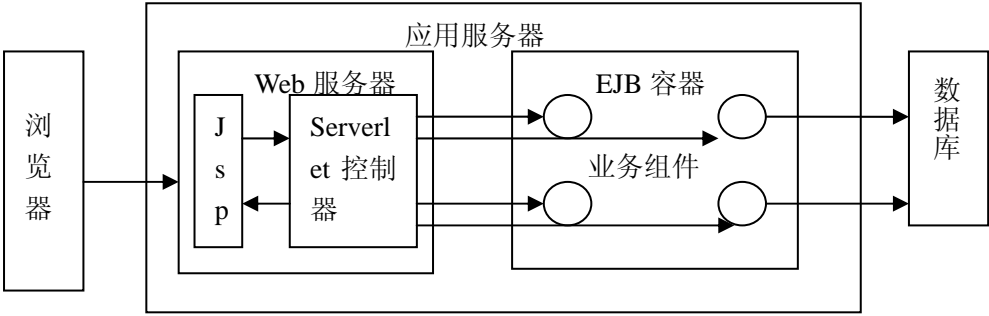 应用服务器
浏
览
器
Web 服务器
J
s
p
Serverl
et 控制
器
EJB 容器
业务组件
数
据
库